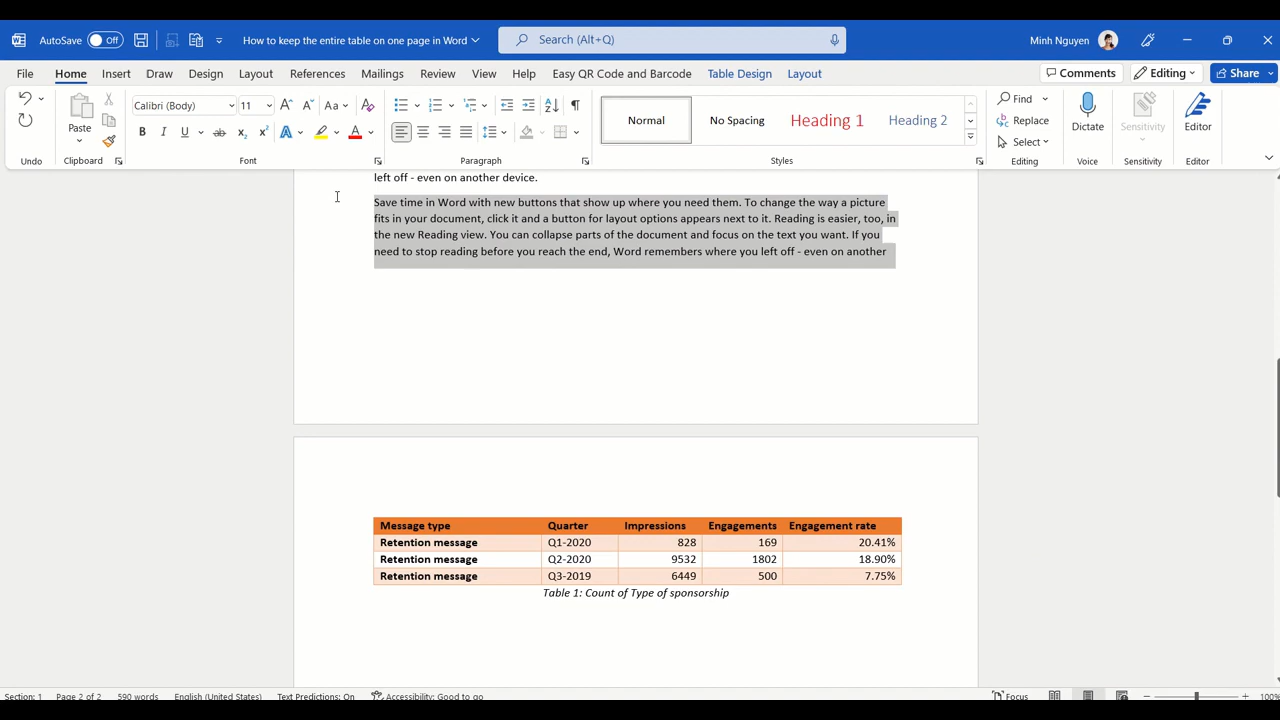 AutoSave Off How to keep the entire table on one page in Word Search (Alt+Q) Minh Nguyen
File Home Insert Draw Design Layout References Mailings Review View Help Easy QR Code and Barcode Table Design Layout Comments Editing Share
Calibri (Body) 11 Aa Normal No Spacing Heading 1 Heading 2 Find
Paste Replace Dictate Sensitivity Editor
Select
Undo Clipboard Font Paragraph Styles Editing Voice Sensitivity Editor
left off - even on another device.
Save time in Word with new buttons that show up where you need them. To change the way a picture
fits in your document, click it and a button for layout options appears next to it. Reading is easier, too, in
the new Reading view. You can collapse parts of the document and focus on the text you want. If you
need to stop reading before you reach the end, Word remembers where you left off - even on another
Message type Quarter Impressions Engagements Engagement rate
Retention message Q1-2020 828 169 20.41%
Retention message Q2-2020 9532 1802 18.90%
Retention message Q3-2019 6449 500 7.75%
Table 1: Count of Type of sponsorship
Section: 1 Page 2 of 2 590 words English (United States) Text Predictions: On Accessibility: Good to go Focus 100%